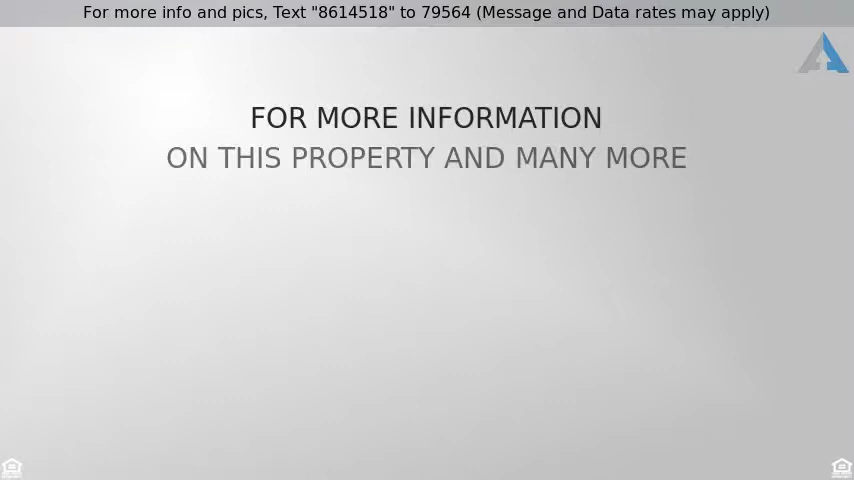 For more info and pics, Text "8614518" to 79564 (Message and Data rates may apply)
FOR MORE INFORMATION
ON THIS PROPERTY AND MANY MORE